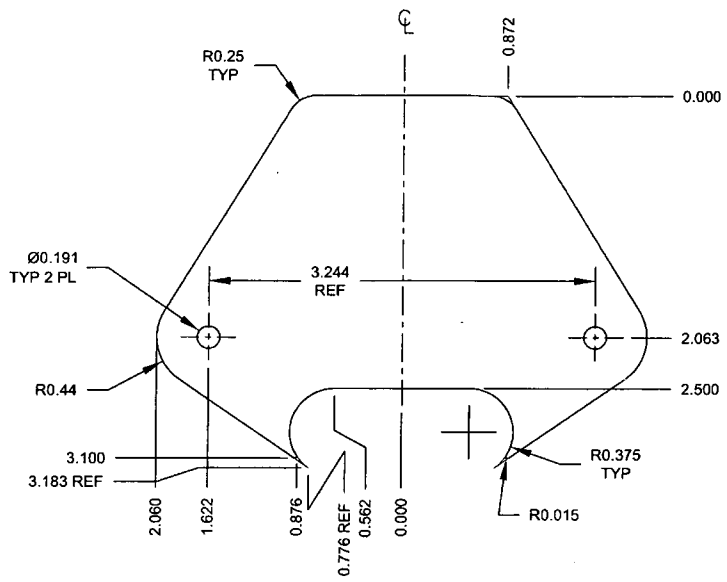 ℄
0.872
R0.25
TYP
0.000
Ø0.191
TYP 2 PL
3.244
REF
2.063
R0.44
2.500
3.100
3.183 REF
R0.375
TYP
R0.015
2.060
1.622
0.876
0.776 REF
0.562
0.000